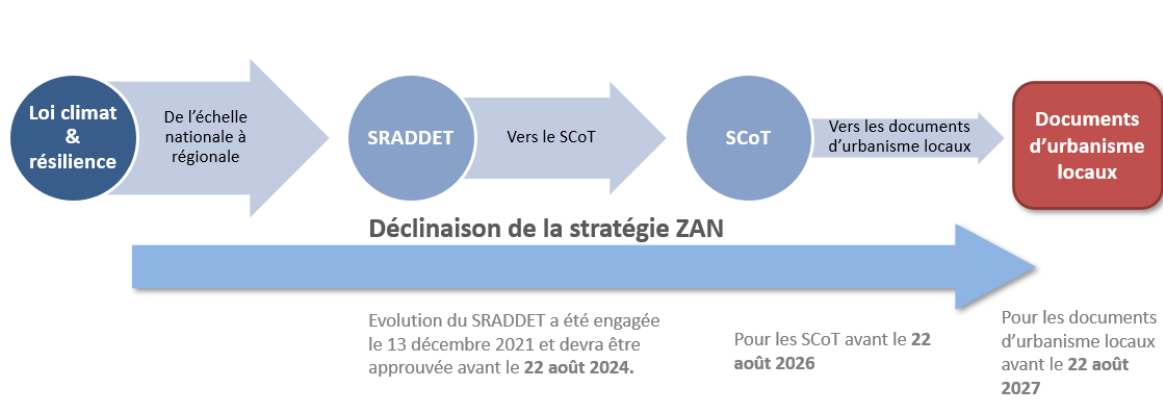 Loi climat
&
résilience
De l’échelle
nationale à
régionale
SRADDET
Vers le SCoT
SCoT
Vers les documents
d’urbanisme locaux
Documents
d’urbanisme
locaux
Déclinaison de la stratégie ZAN
Evolution du SRADDET a été engagée
le 13 décembre 2021 et devra être
approuvée avant le 22 août 2024.
Pour les SCoT avant le 22
août 2026
Pour les documents
d’urbanisme locaux
avant le 22 août
2027